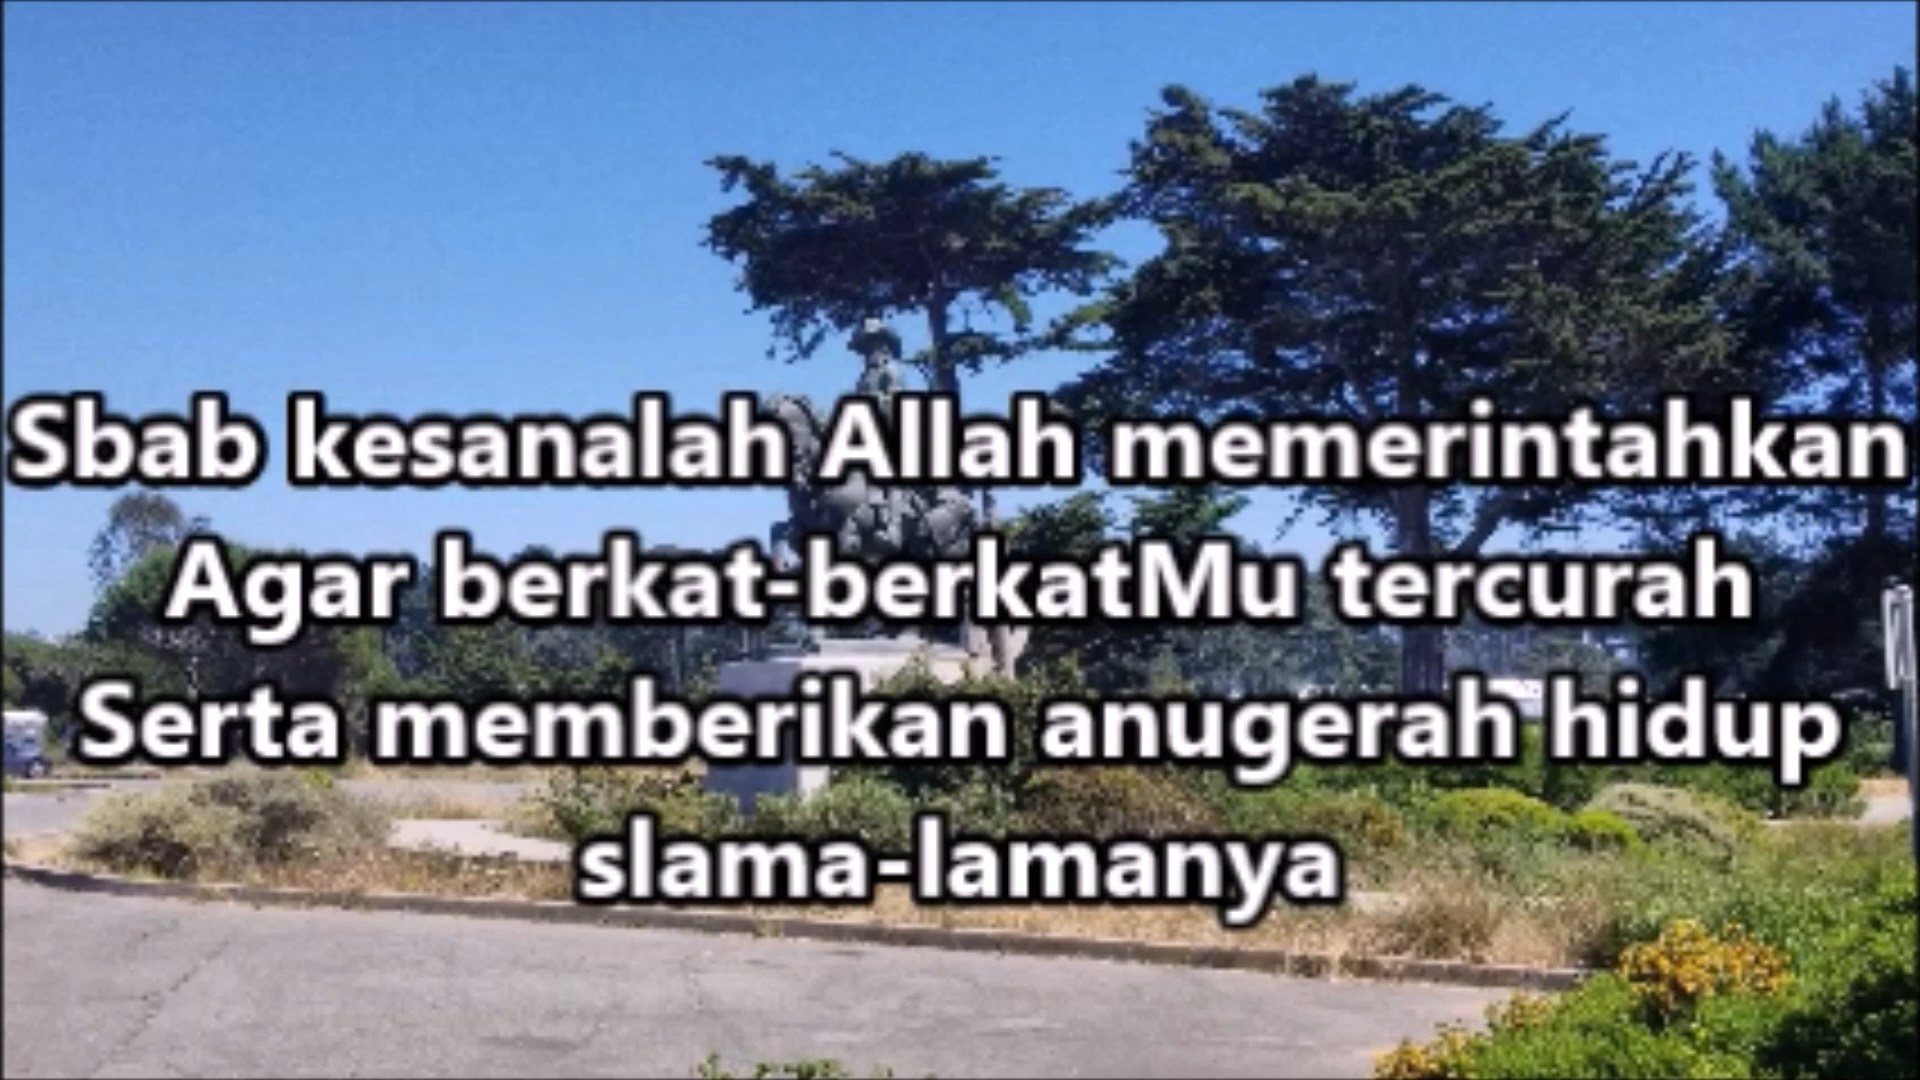 Sbab kesanalah Allah memerintahkan
Agar berkat-berkatMu tercurah
Serta memberikan anugerah hidup
slama-lamanya